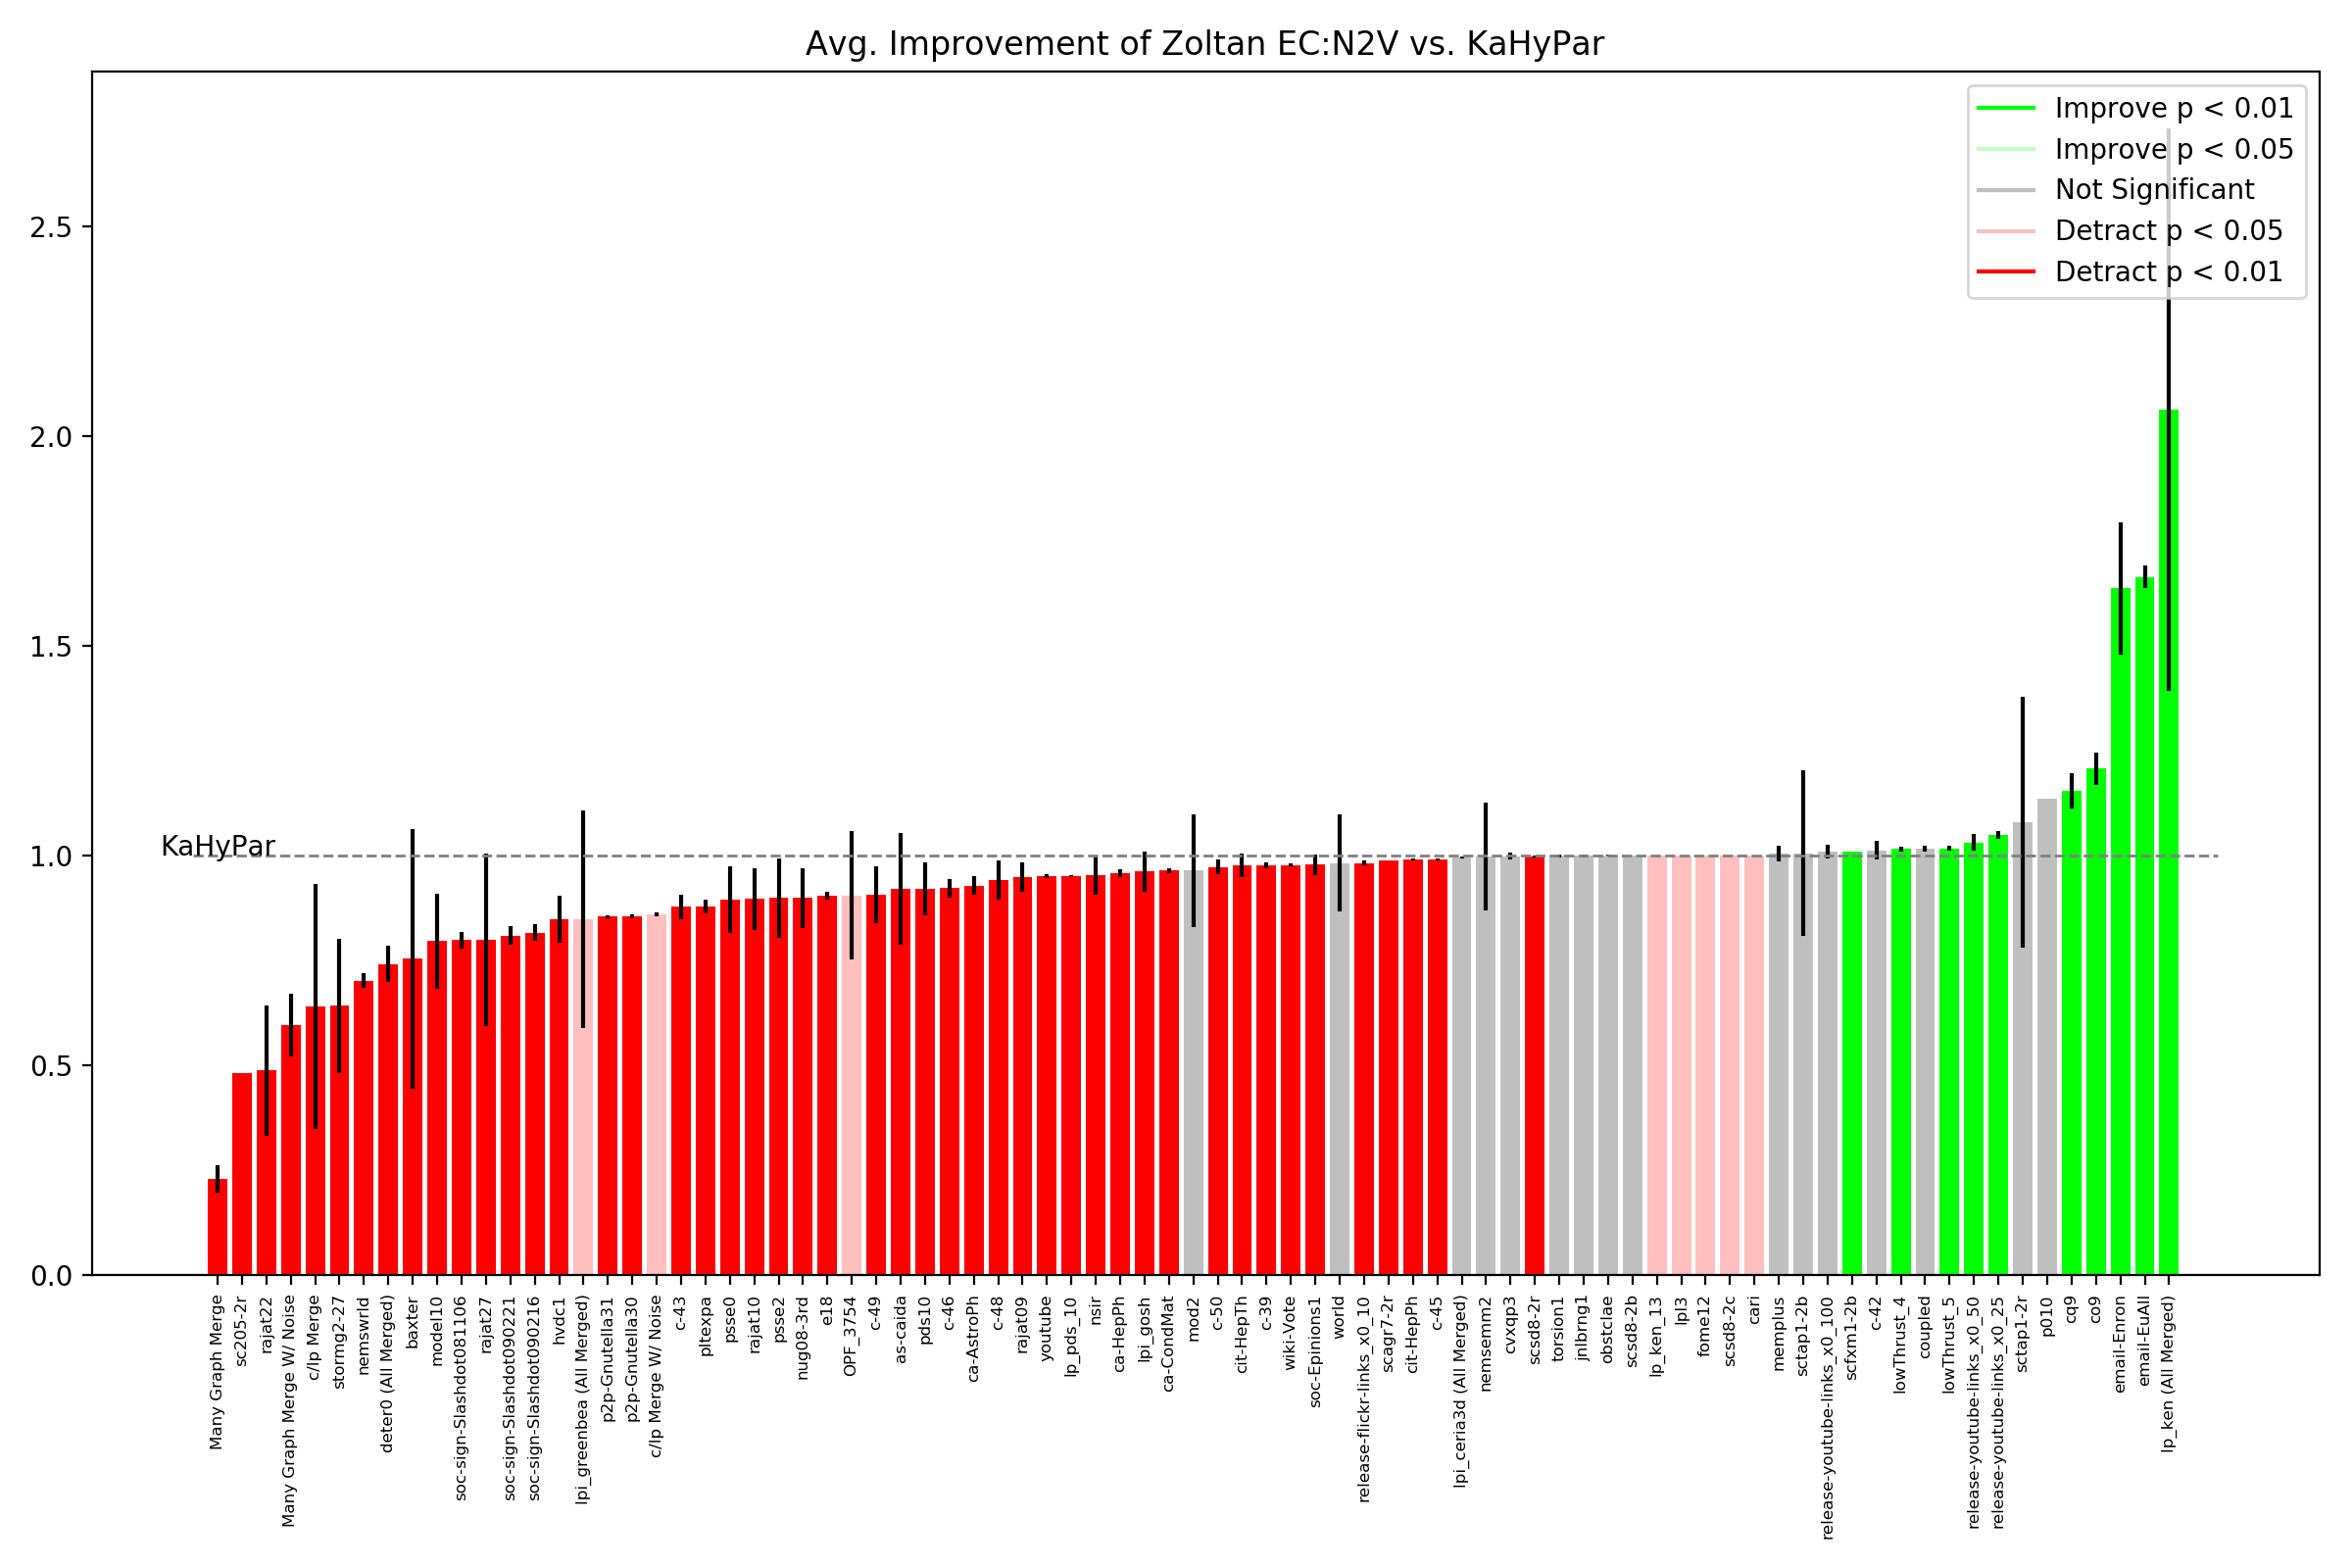 Avg. Improvement of Zoltan EC:N2V vs. KaHyPar
Improve p < 0.01
Improve p < 0.05
Not Significant
Detract p < 0.05
Detract p < 0.01
2.5
2.0
1.5
1.0
0.5
0.0
KaHyPar
Many Graph Merge
sc205-2r
rajat22
Many Graph Merge W/ Noise
c/lp Merge
stormg2-27
nemswrld
deter0 (All Merged)
baxter
model10
soc-sign-Slashdot081106
rajat27
soc-sign-Slashdot090221
soc-sign-Slashdot090216
hvdc1
lpi_greenbea (All Merged)
p2p-Gnutella31
p2p-Gnutella30
c/lp Merge W/ Noise
c-43
pltexpa
psse0
rajat10
psse2
nug08-3rd
e18
OPF_3754
c-49
as-caida
pds10
c-46
ca-AstroPh
c-48
rajat09
youtube
lp_pds_10
nsir
ca-HepPh
lpi_gosh
ca-CondMat
mod2
c-50
cit-HepTh
c-39
wiki-Vote
soc-Epinions1
world
release-flickr-links_x0_10
scagr7-2r
cit-HepPh
c-45
lpi_ceria3d (All Merged)
nemsemm2
cvxqp3
scsd8-2r
torsion1
jnlbrng1
obstclae
scsd8-2b
lp_ken_13
lpl3
fome12
scsd8-2c
cari
memplus
sctap1-2b
release-youtube-links_x0_100
scfxm1-2b
c-42
lowThrust_4
coupled
lowThrust_5
release-youtube-links_x0_50
release-youtube-links_x0_25
sctap1-2r
p010
cq9
co9
email-Enron
email-EuAll
lp_ken (All Merged)